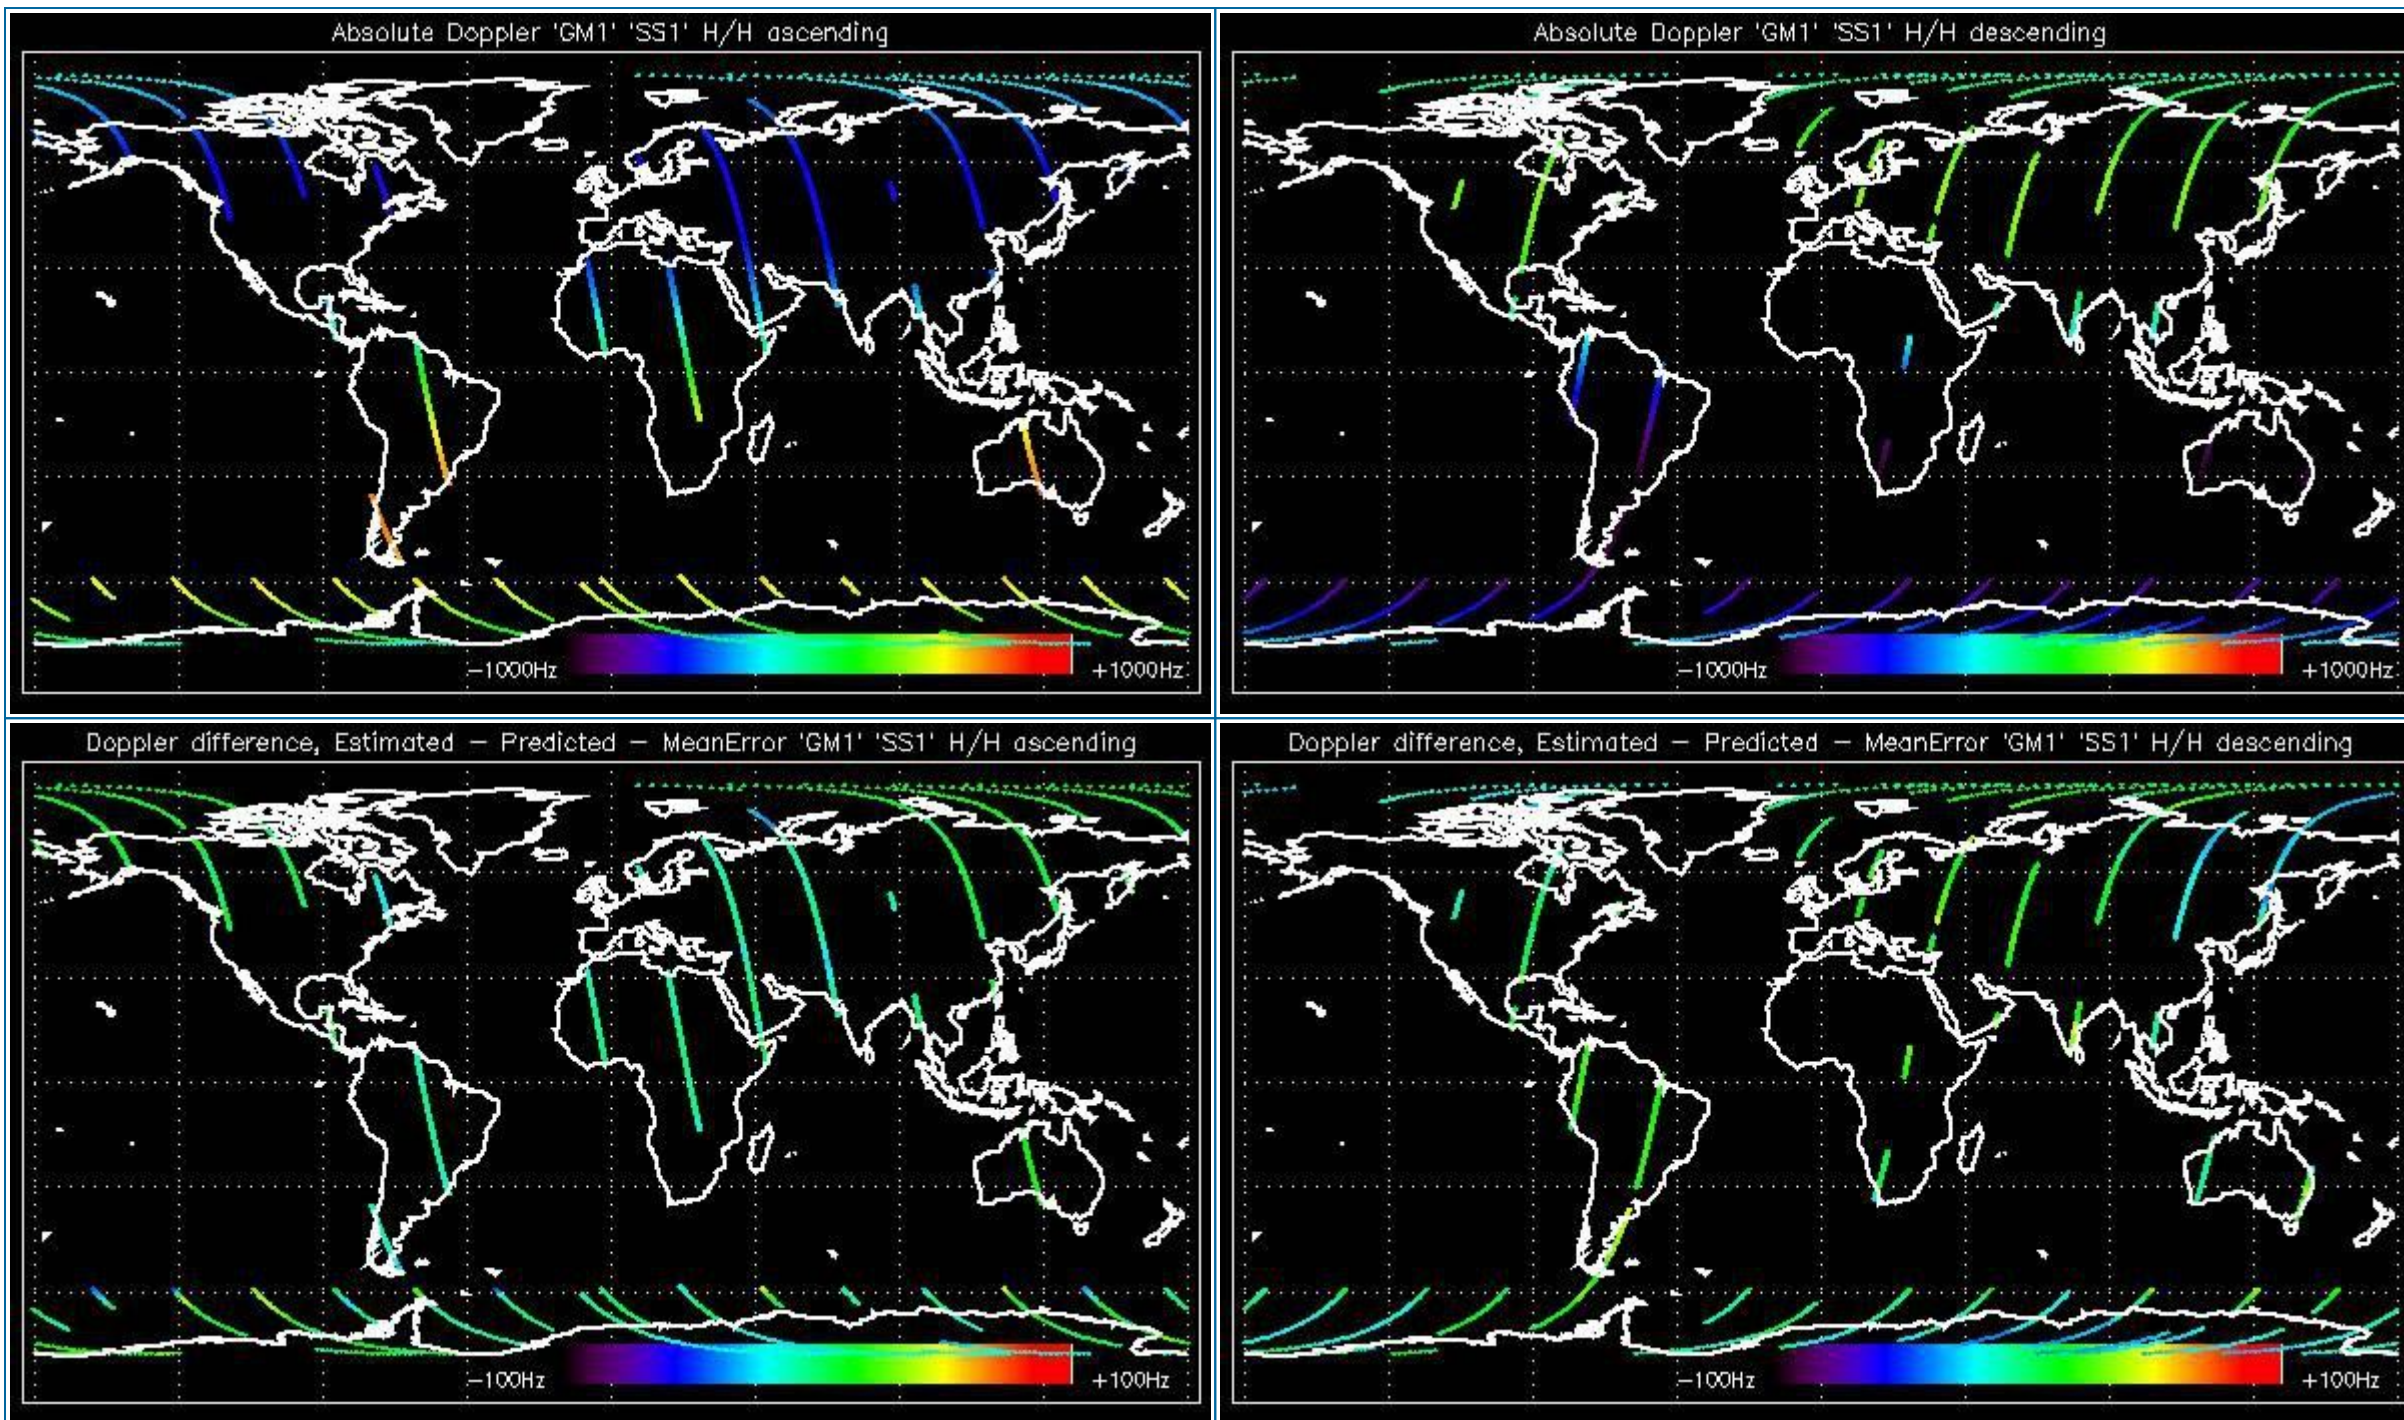 Absolute Doppler 'GM1' 'SS1' H/H ascending
−1000Hz
+1000Hz
Absolute Doppler 'GM1' 'SS1' H/H descending
−1000Hz
+1000Hz
Doppler difference, Estimated − Predicted − MeanError 'GM1' 'SS1' H/H ascending
−100Hz
+100Hz
Doppler difference, Estimated − Predicted − MeanError 'GM1' 'SS1' H/H descending
−100Hz
+100Hz